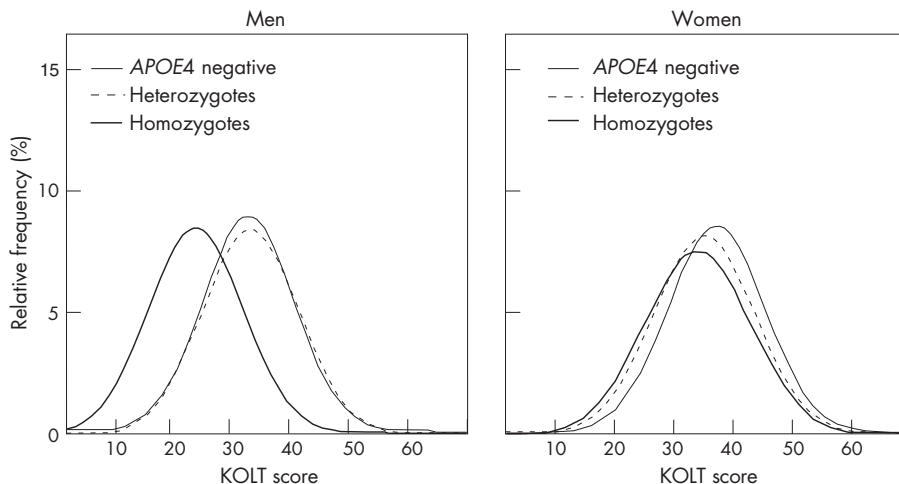 Men
APOE4 negative
Heterozygotes
Homozygotes
15
10
5
0
Relative frequency (%)
10 20 30 40 50 60
KOLT score
Women
APOE4 negative
Heterozygotes
Homozygotes
10 20 30 40 50 60
KOLT score